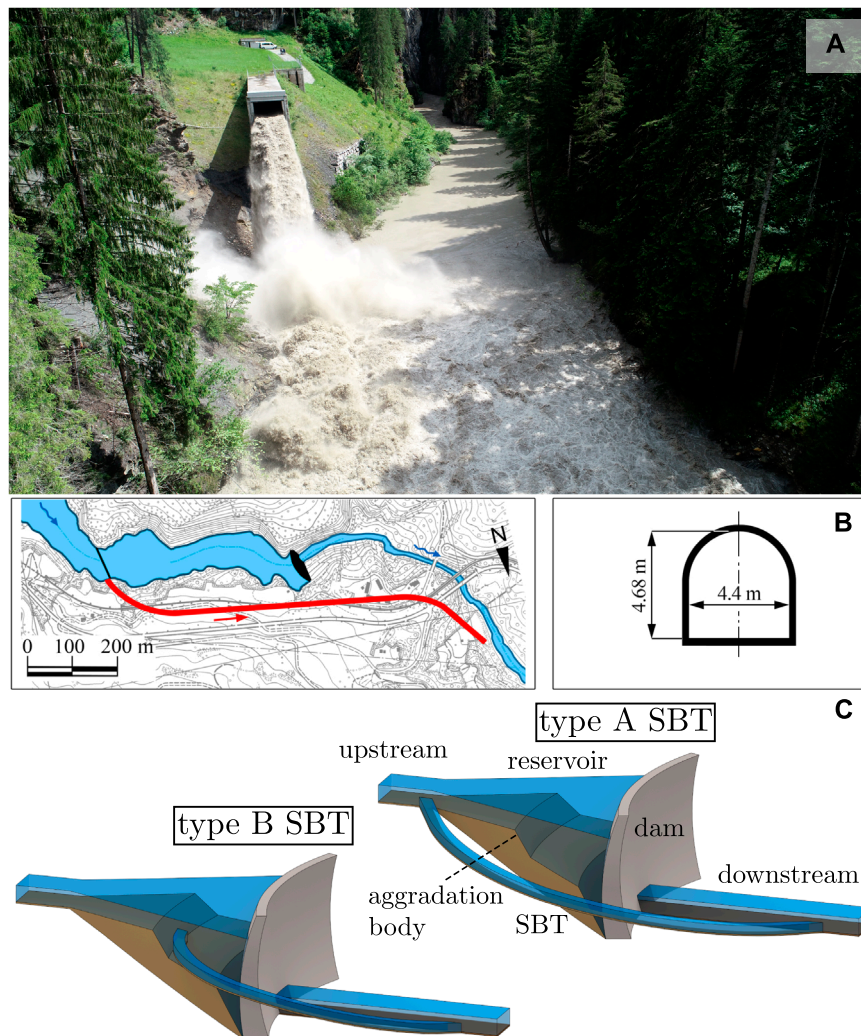 A
N
0 100 200 m
B
4.68 m
4.4 m
C
type A SBT
upstream
reservoir
type B SBT
dam
downstream
aggradation
body
SBT